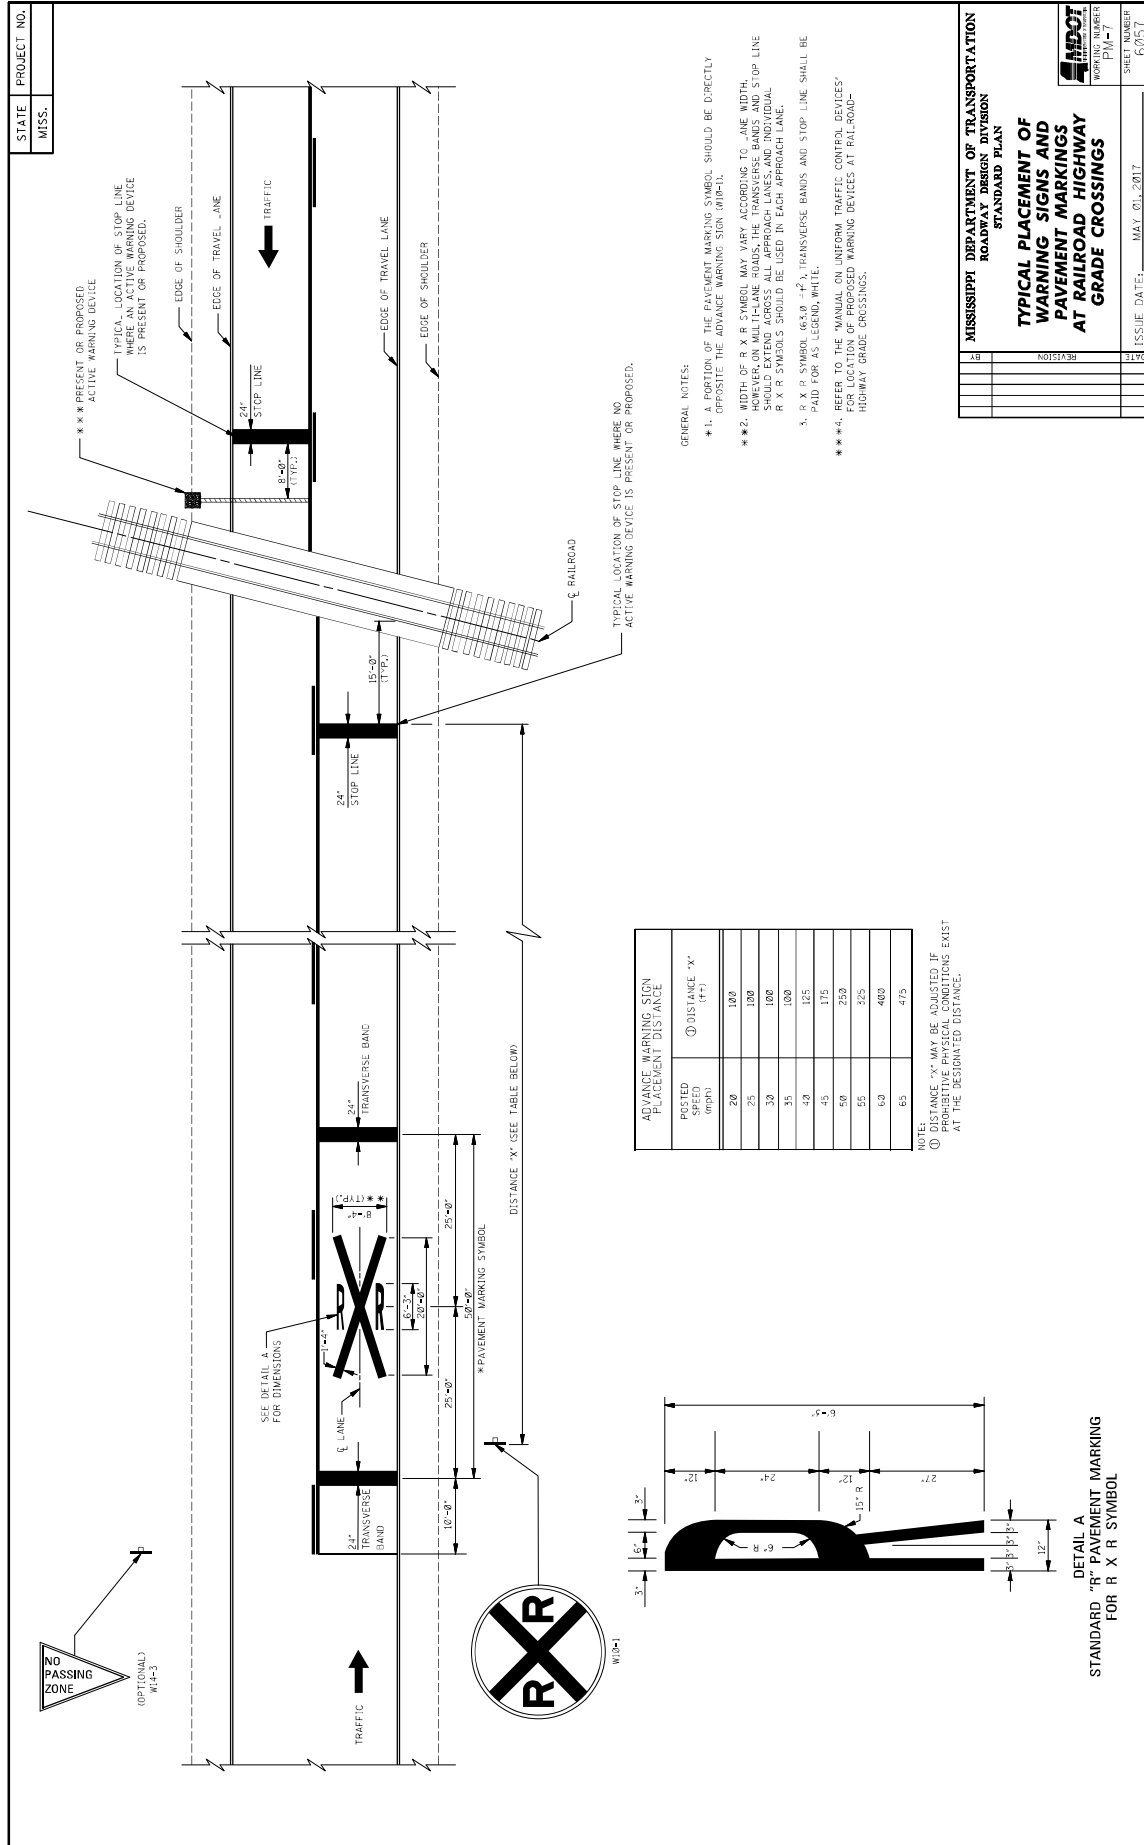 STATE
PROJECT NO.
MISS.
NO
PASSING
ZONE
(OPTIONAL)
W14-3
TRAFFIC
R R
W10-1
SEE DETAIL A
FOR DIMENSIONS
℄ LANE
24"
TRANSVERSE
BAND
1'-4"
R
R
8'-4"
(TYP.) **
24"
TRANSVERSE BAND
6'-3"
20'-0"
10'-0"
25'-0"
25'-0"
50'-0"
*PAVEMENT MARKING SYMBOL
DISTANCE "X" (SEE TABLE BELOW)
24"
STOP LINE
15'-0"
(TYP.)
℄ RAILROAD
TYPICAL LOCATION OF STOP LINE WHERE NO
ACTIVE WARNING DEVICE IS PRESENT OR PROPOSED.
***PRESENT OR PROPOSED
ACTIVE WARNING DEVICE
TYPICAL LOCATION OF STOP LINE
WHERE AN ACTIVE WARNING DEVICE
IS PRESENT OR PROPOSED.
24"
STOP LINE
8'-0"
(TYP.)
EDGE OF SHOULDER
EDGE OF TRAVEL LANE
TRAFFIC
EDGE OF TRAVEL LANE
EDGE OF SHOULDER
ADVANCE WARNING SIGN
PLACEMENT DISTANCE
POSTED
SPEED
(mph)
① DISTANCE "X"
(ft)
20 100
25 100
30 100
35 100
40 125
45 175
50 250
55 325
60 400
65 475
NOTE:
① DISTANCE "X" MAY BE ADJUSTED IF
PROHIBITIVE PHYSICAL CONDITIONS EXIST
AT THE DESIGNATED DISTANCE.
GENERAL NOTES:
*1. A PORTION OF THE PAVEMENT MARKING SYMBOL SHOULD BE DIRECTLY
OPPOSITE THE ADVANCE WARNING SIGN (W10-1).
**2. WIDTH OF R X R SYMBOL MAY VARY ACCORDING TO LANE WIDTH.
HOWEVER, ON MULTI-LANE ROADS, THE TRANSVERSE BANDS AND STOP LINE
SHOULD EXTEND ACROSS ALL APPROACH LANES, AND INDIVIDUAL
R X R SYMBOLS SHOULD BE USED IN EACH APPROACH LANE.
3. R X R SYMBOL (63.0 ft²), TRANSVERSE BANDS AND STOP LINE SHALL BE
PAID FOR AS LEGEND, WHITE.
***4. REFER TO THE "MANUAL ON UNIFORM TRAFFIC CONTROL DEVICES"
FOR LOCATION OF PROPOSED WARNING DEVICES AT RAILROAD-
HIGHWAY GRADE CROSSINGS.
3" 6" 3"
6" R
15" R
12"
24"
12"
27"
6'-3"
3" 3" 3" 3"
12"
DETAIL A
STANDARD "R" PAVEMENT MARKING
FOR R X R SYMBOL
BY
REVISION
DATE
MISSISSIPPI DEPARTMENT OF TRANSPORTATION
ROADWAY DESIGN DIVISION
STANDARD PLAN
TYPICAL PLACEMENT OF
WARNING SIGNS AND
PAVEMENT MARKINGS
AT RAILROAD HIGHWAY
GRADE CROSSINGS
MDOT
WORKING NUMBER
PM-7
SHEET NUMBER
6057
ISSUE DATE: MAY 01, 2017